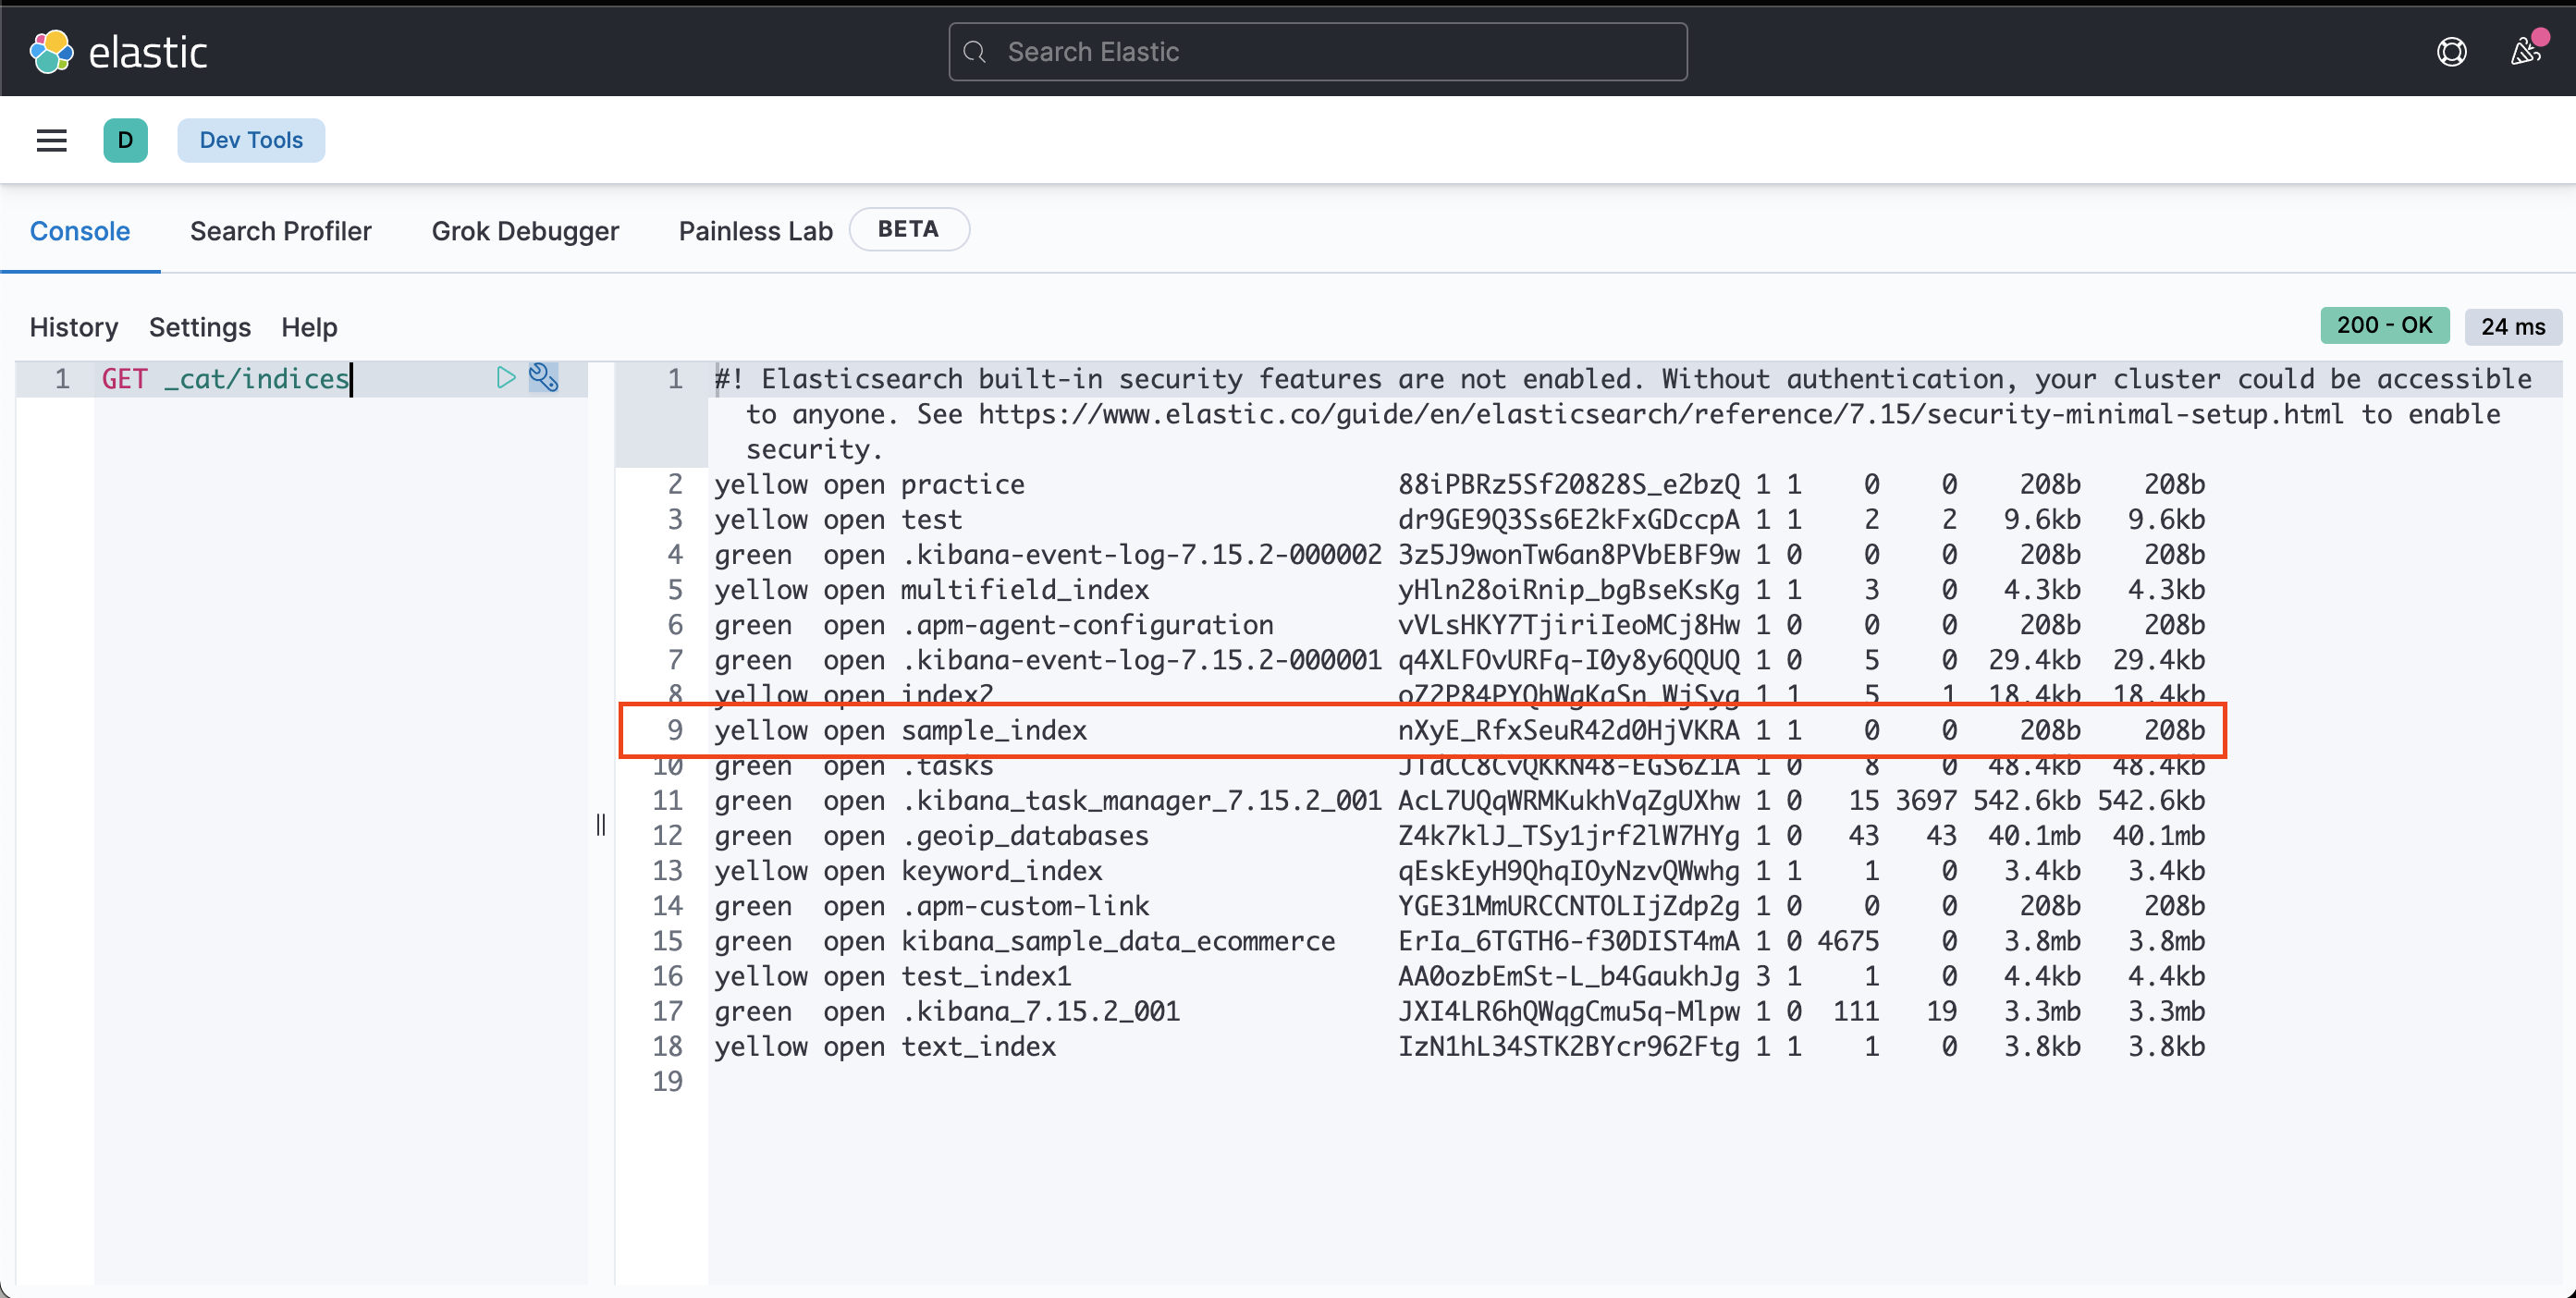 elastic
Search Elastic
D Dev Tools
Console Search Profiler Grok Debugger Painless Lab BETA
History Settings Help 200 - OK 24 ms
1 GET _cat/indices
1 #! Elasticsearch built-in security features are not enabled. Without authentication, your cluster could be accessible
to anyone. See https://www.elastic.co/guide/en/elasticsearch/reference/7.15/security-minimal-setup.html to enable
security.
2 yellow open practice 88iPBRz5Sf20828S_e2bzQ 1 1 0 0 208b 208b
3 yellow open test dr9GE9Q3Ss6E2kFxGDccpA 1 1 2 2 9.6kb 9.6kb
4 green open .kibana-event-log-7.15.2-000002 3z5J9wonTw6an8PVbEBF9w 1 0 0 0 208b 208b
5 yellow open multifield_index yHln28oiRnip_bgBseKsKg 1 1 3 0 4.3kb 4.3kb
6 green open .apm-agent-configuration vVLsHKY7TjiriIeoMCj8Hw 1 0 0 0 208b 208b
7 green open .kibana-event-log-7.15.2-000001 q4XLFOvURFq-I0y8y6QQUQ 1 0 5 0 29.4kb 29.4kb
8 yellow open index2 oZ2P84PYQhWgKaSn_WjSyg 1 1 5 1 18.4kb 18.4kb
9 yellow open sample_index nXyE_RfxSeuR42d0HjVKRA 1 1 0 0 208b 208b
10 green open .tasks JTdCC8CvQKKN48-EGS6Z1A 1 0 8 0 48.4kb 48.4kb
11 green open .kibana_task_manager_7.15.2_001 AcL7UQqWRMKukhVqZgUXhw 1 0 15 3697 542.6kb 542.6kb
12 green open .geoip_databases Z4k7klJ_TSy1jrf2lW7HYg 1 0 43 43 40.1mb 40.1mb
13 yellow open keyword_index qEskEyH9QhqIOyNzvQWwhg 1 1 1 0 3.4kb 3.4kb
14 green open .apm-custom-link YGE31MmURCCNTOLIjZdp2g 1 0 0 0 208b 208b
15 green open kibana_sample_data_ecommerce ErIa_6TGTH6-f30DIST4mA 1 0 4675 0 3.8mb 3.8mb
16 yellow open test_index1 AA0ozbEmSt-L_b4GaukhJg 3 1 1 0 4.4kb 4.4kb
17 green open .kibana_7.15.2_001 JXI4LR6hQWqgCmu5q-Mlpw 1 0 111 19 3.3mb 3.3mb
18 yellow open text_index IzN1hL34STK2BYcr962Ftg 1 1 1 0 3.8kb 3.8kb
19